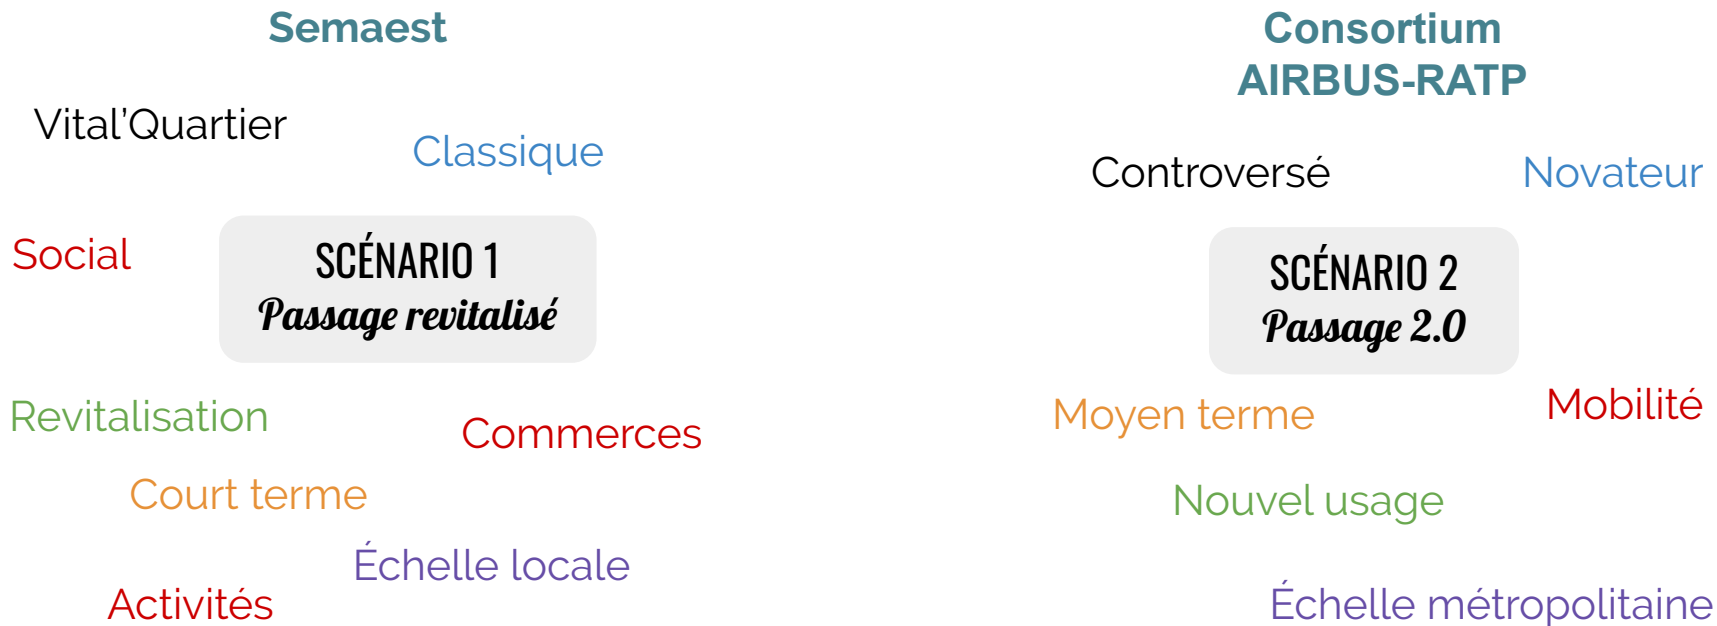 Semaest
Vital’Quartier
Classique
Social
SCÉNARIO 1
Passage revitalisé
Revitalisation
Commerces
Court terme
Échelle locale
Activités
Consortium
AIRBUS-RATP
Controversé
Novateur
SCÉNARIO 2
Passage 2.0
Moyen terme
Mobilité
Nouvel usage
Échelle métropolitaine